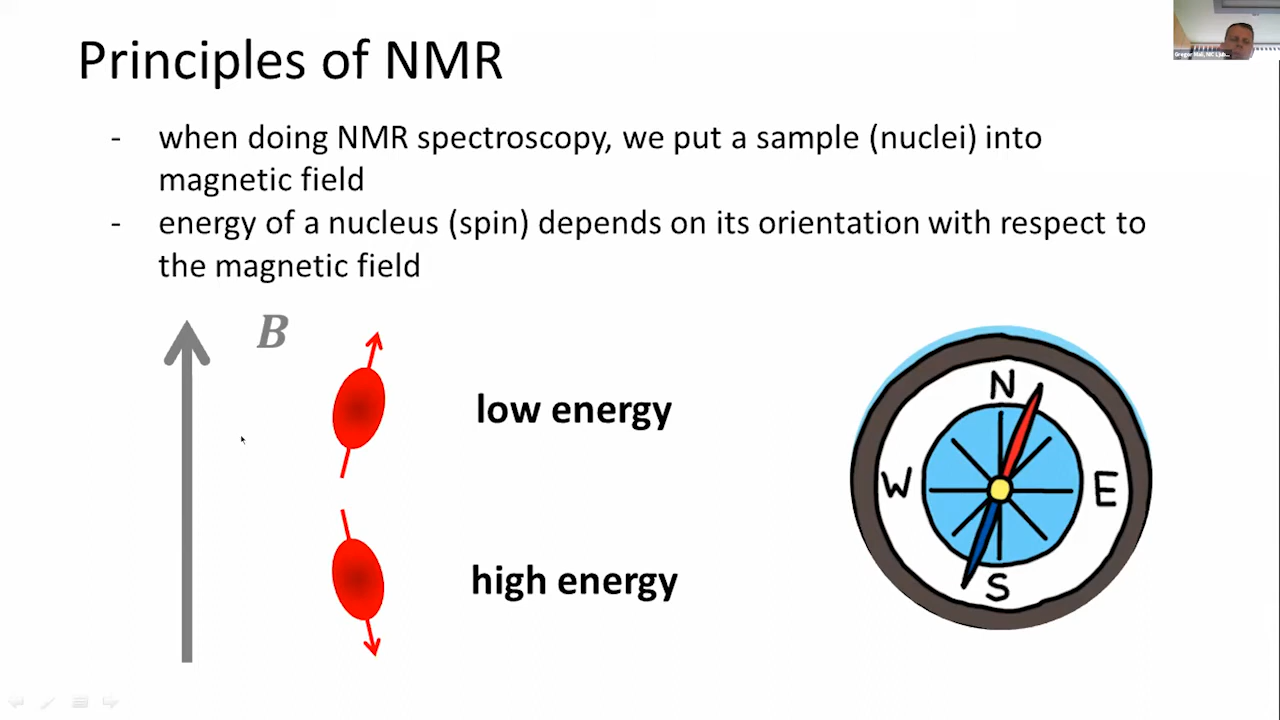 Principles of NMR
- when doing NMR spectroscopy, we put a sample (nuclei) into
magnetic field
- energy of a nucleus (spin) depends on its orientation with respect to
the magnetic field
B
low energy
high energy
N
W E
S